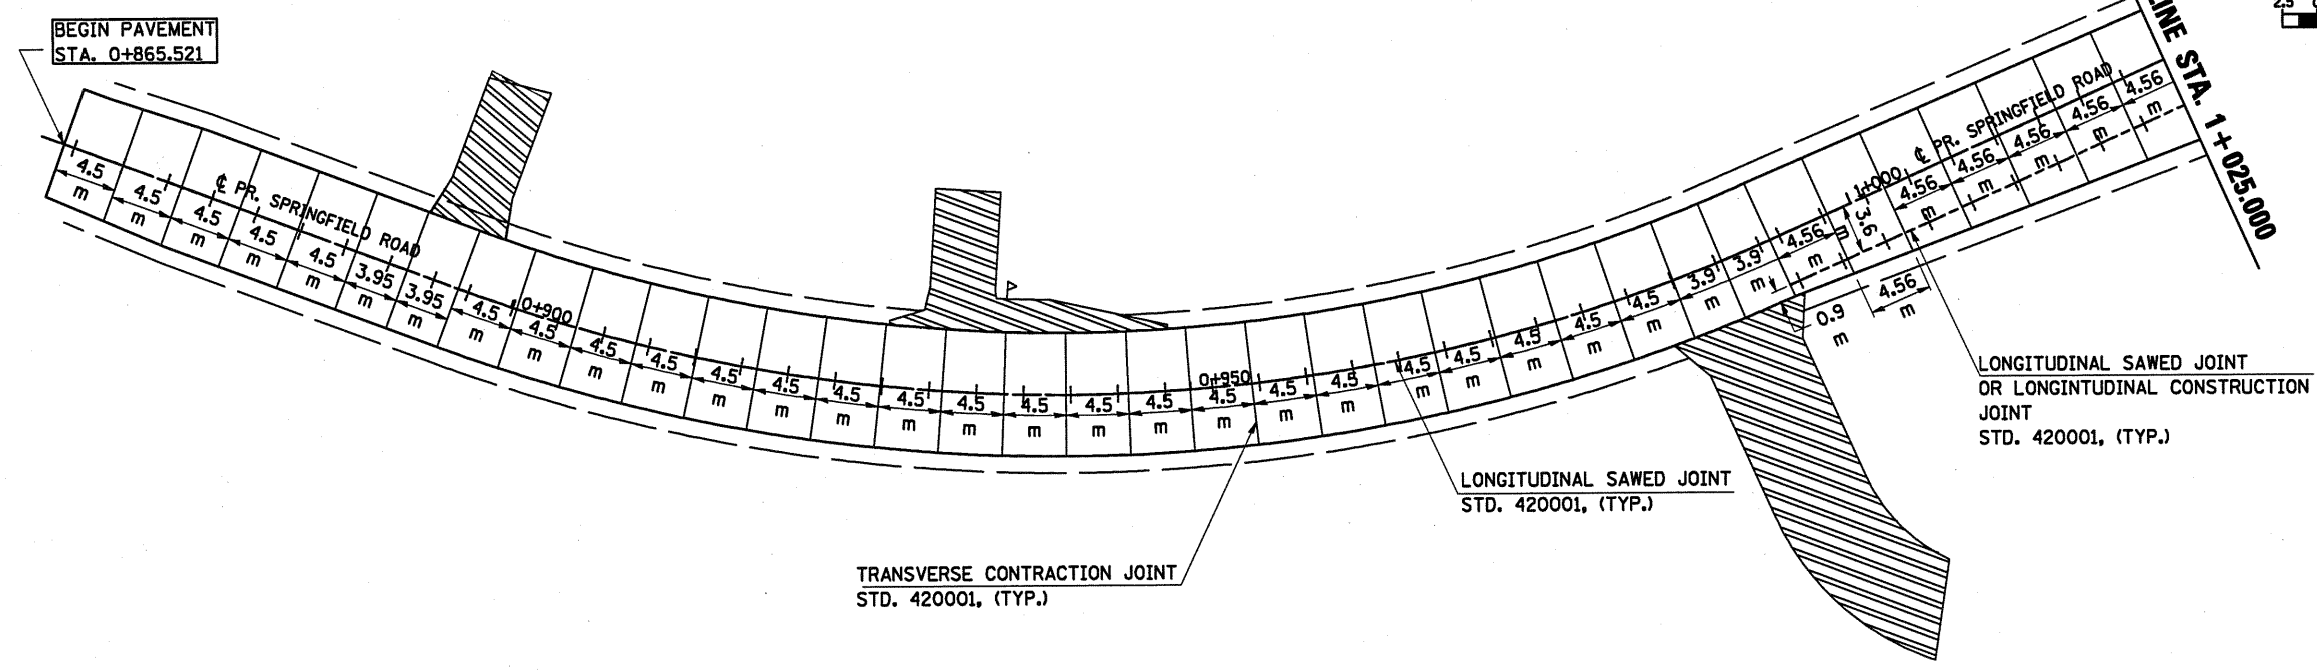 BEGIN PAVEMENT
STA. 0+865.521
4.5
m
4.5
m
4.5
m
4.5
m
4.5
m
3.95
m
3.95
m
℄ PR. SPRINGFIELD ROAD
4.5
m
0+900
4.5
m
4.5
m
4.5
m
4.5
m
4.5
m
4.5
m
4.5
m
4.5
m
4.5
m
4.5
m
4.5
m
0+950
4.5
m
4.5
m
4.5
m
4.5
m
4.5
m
4.5
m
4.5
m
4.5
m
3.9
m
3.9
m
4.56
m
3.6
m
1+000
℄ PR. SPRINGFIELD ROAD
4.56
m
4.56
m
4.56
m
4.56
m
4.56
m
0.9
m
4.56
m
LINE STA. 1+025.000
2.5
LONGITUDINAL SAWED JOINT
OR LONGINTUDINAL CONSTRUCTION
JOINT
STD. 420001, (TYP.)
LONGITUDINAL SAWED JOINT
STD. 420001, (TYP.)
TRANSVERSE CONTRACTION JOINT
STD. 420001, (TYP.)